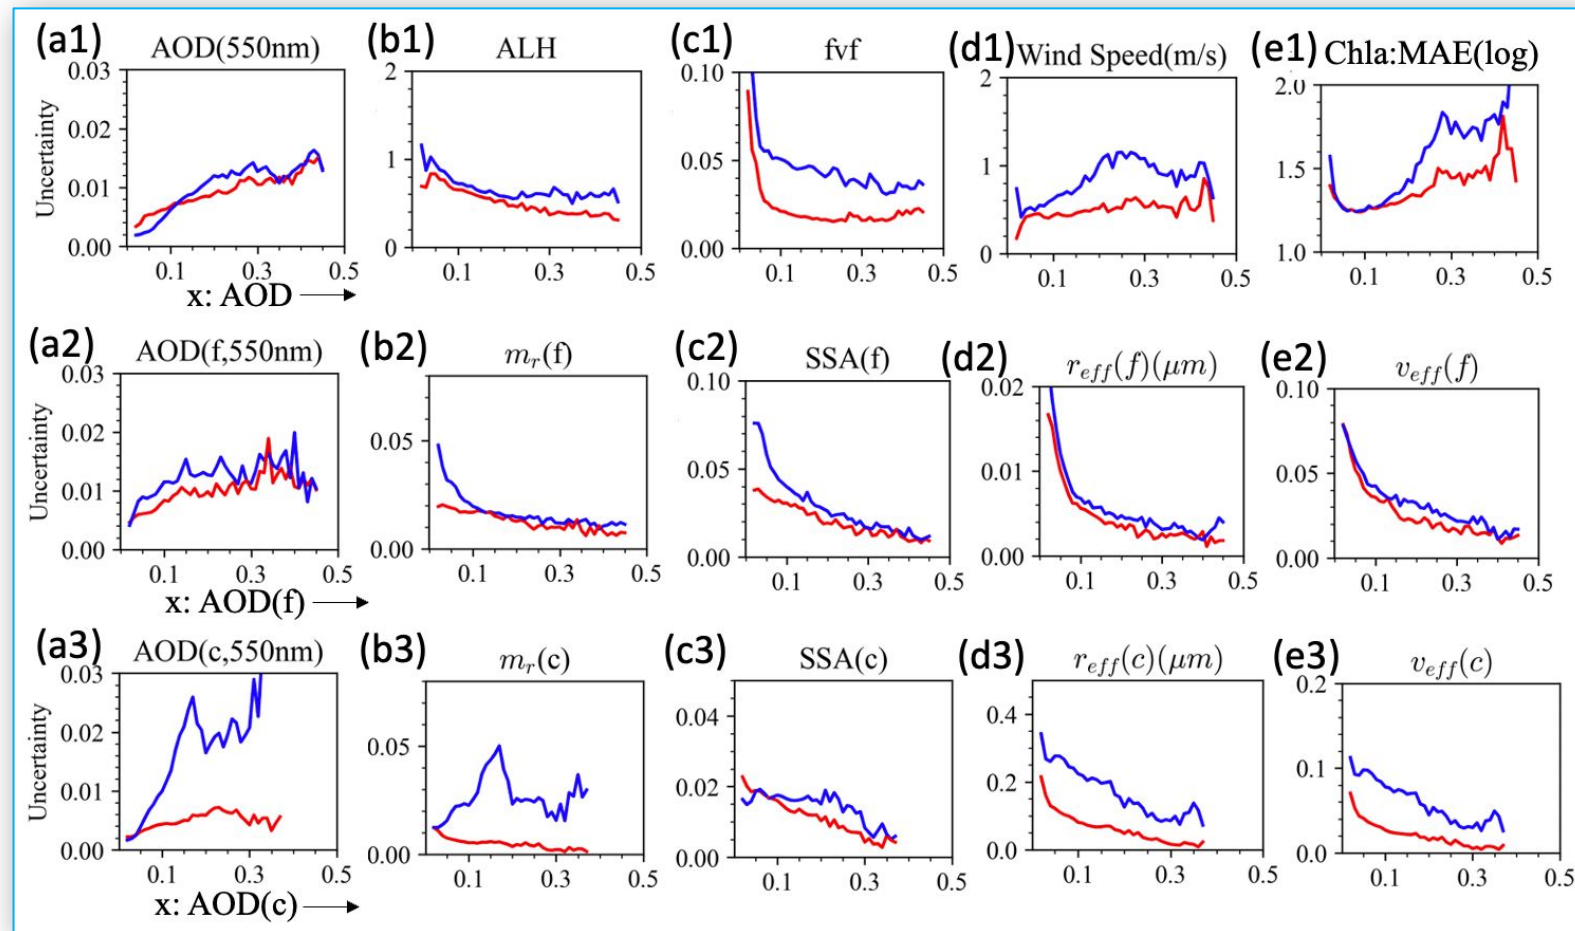 (a1) AOD(550nm) (b1) ALH (c1) fvf (d1) Wind Speed(m/s) (e1) Chla:MAE(log)
Uncertainty
0.03 2 0.10 2 2.0
0.02 1 0.05 1 1.5
0.01 0 0.00 0 1.0
0.00
0.1 0.3 0.5 0.1 0.3 0.5 0.1 0.3 0.5 0.1 0.3 0.5 0.1 0.3 0.5
x: AOD
(a2) AOD(f,550nm) (b2) m_r(f) (c2) SSA(f) (d2) r_eff(f)(μm) (e2) v_eff(f)
Uncertainty
0.03 0.05 0.10 0.02 0.10
0.02 0.00 0.05 0.01 0.05
0.01 0.00 0.00 0.00
0.00
0.1 0.3 0.5 0.1 0.3 0.5 0.1 0.3 0.5 0.1 0.3 0.5 0.1 0.3 0.5
x: AOD(f)
(a3) AOD(c,550nm) (b3) m_r(c) (c3) SSA(c) (d3) r_eff(c)(μm) (e3) v_eff(c)
Uncertainty
0.03 0.05 0.04 0.4 0.2
0.02 0.00 0.02 0.2 0.1
0.01 0.00 0.0 0.0
0.00
0.1 0.3 0.5 0.1 0.3 0.5 0.1 0.3 0.5 0.1 0.3 0.5 0.1 0.3 0.5
x: AOD(c)